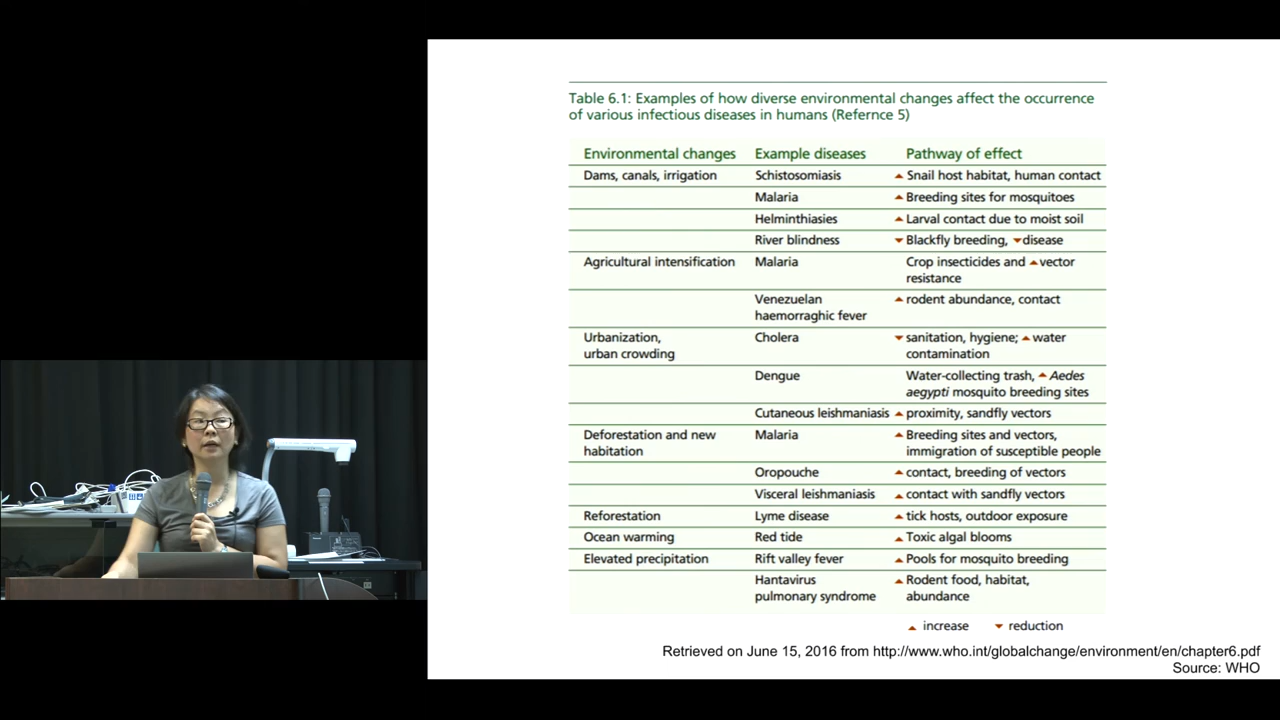 Table 6.1: Examples of how diverse environmental changes affect the occurrence
of various infectious diseases in humans (Refernce 5)
Environmental changes Example diseases Pathway of effect
Dams, canals, irrigation Schistosomiasis ▲ Snail host habitat, human contact
Malaria ▲ Breeding sites for mosquitoes
Helminthiasies ▲ Larval contact due to moist soil
River blindness ▼ Blackfly breeding, ▼disease
Agricultural intensification Malaria Crop insecticides and ▲vector
resistance
Venezuelan ▲ rodent abundance, contact
haemorraghic fever
Urbanization, Cholera ▼ sanitation, hygiene; ▲ water
urban crowding contamination
Dengue Water-collecting trash, ▲ Aedes
aegypti mosquito breeding sites
Cutaneous leishmaniasis ▲ proximity, sandfly vectors
Deforestation and new Malaria ▲ Breeding sites and vectors,
habitation immigration of susceptible people
Oropouche ▲ contact, breeding of vectors
Visceral leishmaniasis ▲ contact with sandfly vectors
Reforestation Lyme disease ▲ tick hosts, outdoor exposure
Ocean warming Red tide ▲ Toxic algal blooms
Elevated precipitation Rift valley fever ▲ Pools for mosquito breeding
Hantavirus ▲ Rodent food, habitat,
pulmonary syndrome abundance
▲ increase ▼ reduction
Retrieved on June 15, 2016 from http://www.who.int/globalchange/environment/en/chapter6.pdf
Source: WHO